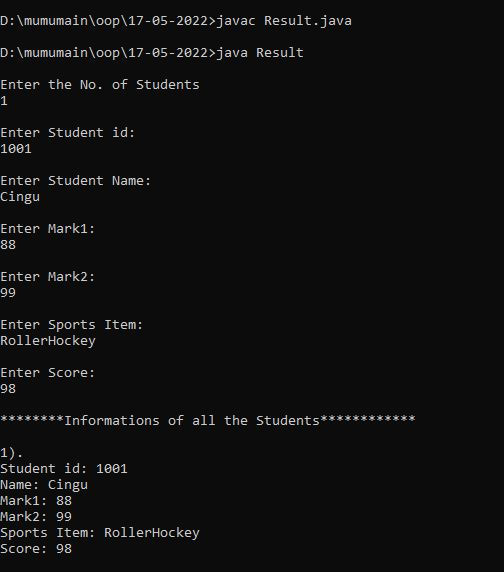 D:\mumumain\oop\17-05-2022>javac Result.java
D:\mumumain\oop\17-05-2022>java Result
Enter the No. of Students
1
Enter Student id:
1001
Enter Student Name:
Cingu
Enter Mark1:
88
Enter Mark2:
99
Enter Sports Item:
RollerHockey
Enter Score:
98
********Informations of all the Students************
1).
Student id: 1001
Name: Cingu
Mark1: 88
Mark2: 99
Sports Item: RollerHockey
Score: 98